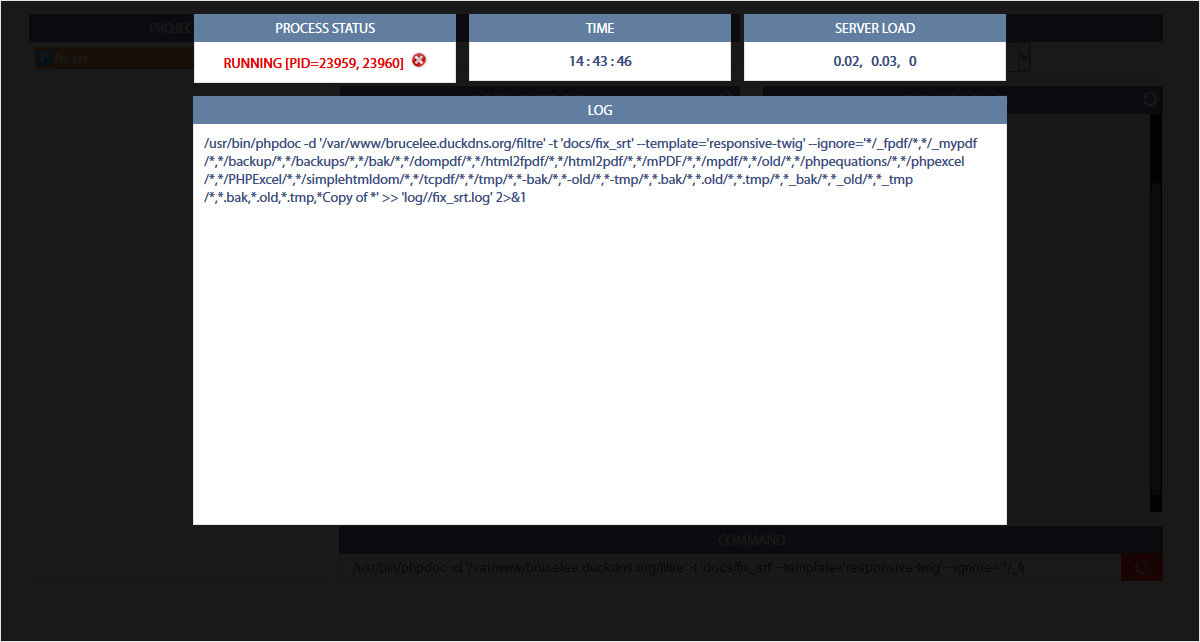 PROJEC
PROCESS STATUS
TIME
SERVER LOAD
fix srt
RUNNING [PID=23959, 23960]
14 : 43 : 46
0.02, 0.03, 0
LOG
/usr/bin/phpdoc -d '/var/www/brucelee.duckdns.org/filtre' -t 'docs/fix_srt' --template='responsive-twig' --ignore='*/_fpdf/*,*/_mypdf
/*,*/backup/*,*/backups/*,*/bak/*,*/dompdf/*,*/html2fpdf/*,*/html2pdf/*,*/mPDF/*,*/mpdf/*,*/old/*,*/phpequations/*,*/phpexcel
/*,*/PHPExcel/*,*/simplehtmldom/*,*/tcpdf/*,*/tmp/*,*-bak/*,*-old/*,*-tmp/*,*.bak/*,*.old/*,*.tmp/*,*_bak/*,*_old/*,*_tmp
/*,*.bak,*.old,*.tmp,*Copy of *' >> 'log//fix_srt.log' 2>&1
COMMAND
/usr/bin/phpdoc -d '/var/www/brucelee.duckdns.org/filtre' -t 'docs/fix_srt' --template='responsive-twig' --ignore='*/_fp